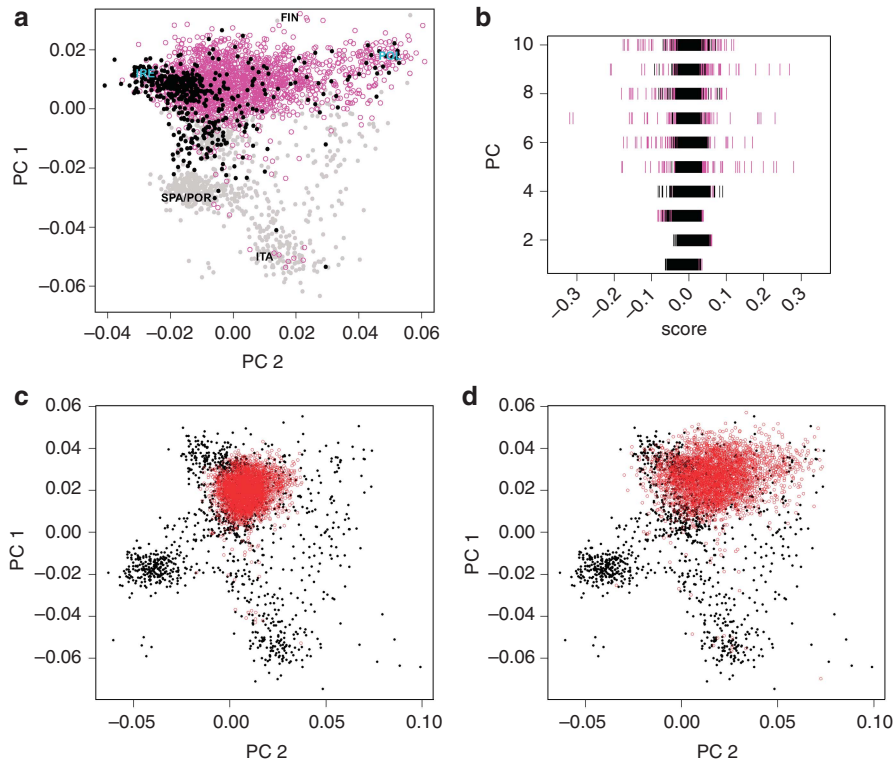 a
FIN
IRE
POL
SPA/POR
ITA
0.02
0.00
−0.02
−0.04
−0.06
PC 1
−0.04 −0.02 0.00 0.02 0.04 0.06
PC 2
b
10
8
6
4
2
PC
−0.3 −0.2 −0.1 0.0 0.1 0.2 0.3
score
c
0.06
0.04
0.02
0.00
−0.02
−0.04
−0.06
PC 1
−0.05 0.00 0.05 0.10
PC 2
d
0.06
0.04
0.02
0.00
−0.02
−0.04
−0.06
PC 1
−0.05 0.00 0.05 0.10
PC 2